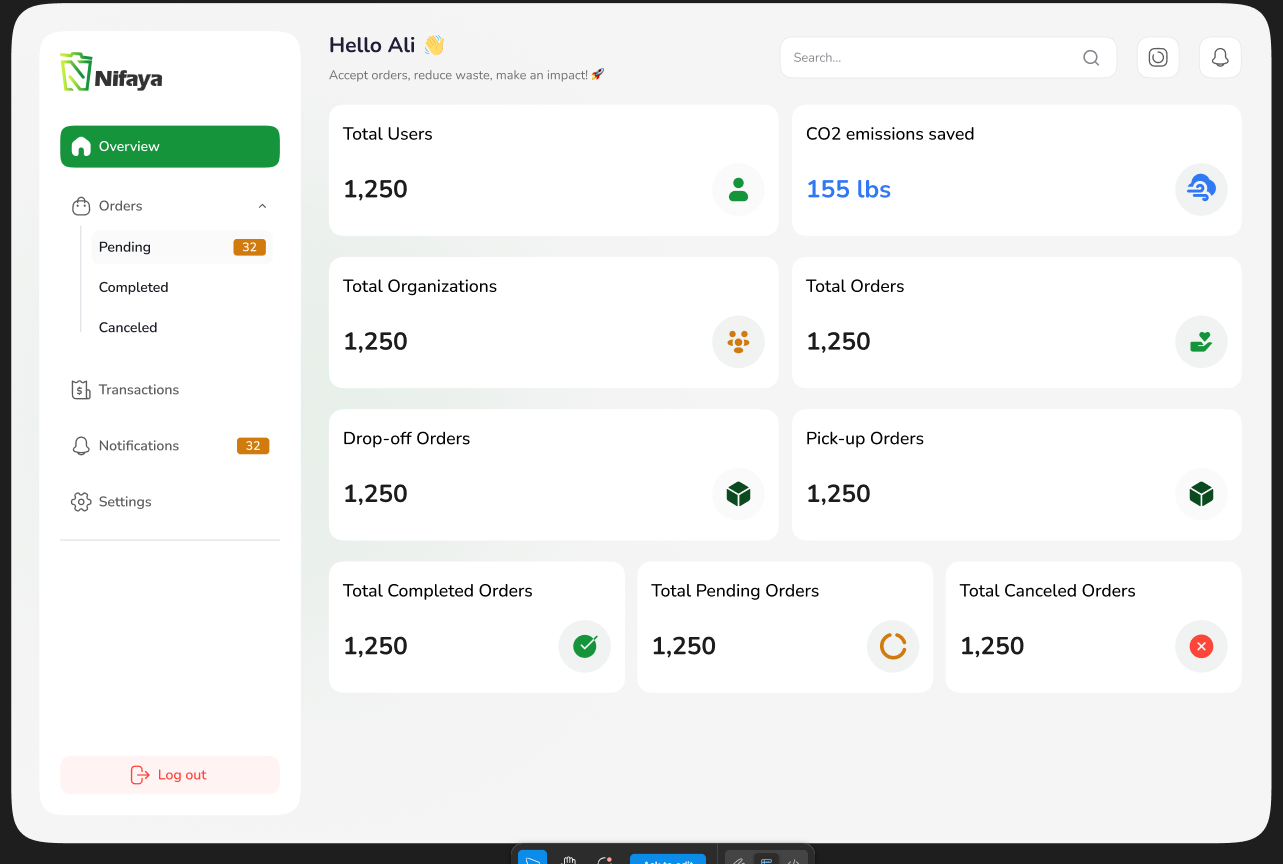 Nifaya
Overview
Orders
Pending 32
Completed
Canceled
Transactions
Notifications 32
Settings
Log out
Hello Ali 👋
Accept orders, reduce waste, make an impact! 🚀
Search...
Total Users
1,250
CO2 emissions saved
155 lbs
Total Organizations
1,250
Total Orders
1,250
Drop-off Orders
1,250
Pick-up Orders
1,250
Total Completed Orders
1,250
Total Pending Orders
1,250
Total Canceled Orders
1,250
Ask to edit